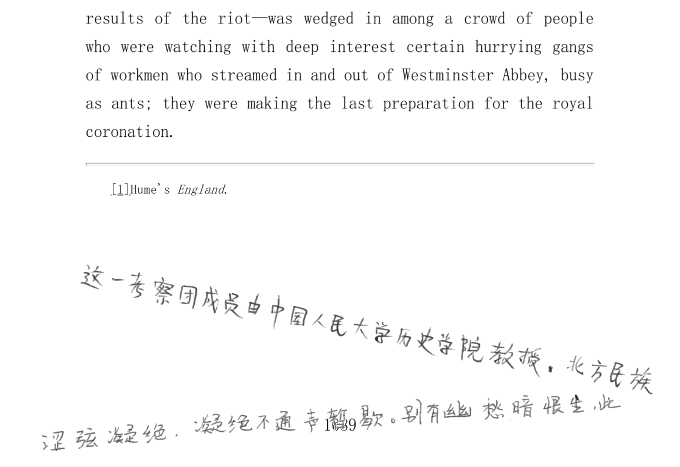 results of the riot—was wedged in among a crowd of people
who were watching with deep interest certain hurrying gangs
of workmen who streamed in and out of Westminster Abbey, busy
as ants; they were making the last preparation for the royal
coronation.
[1]Hume's England.
这一考察团成员由中国人民大学历史学院教授，北方民族
涩弦凝绝，凝绝不通声暂歇。别有幽愁暗恨生，此